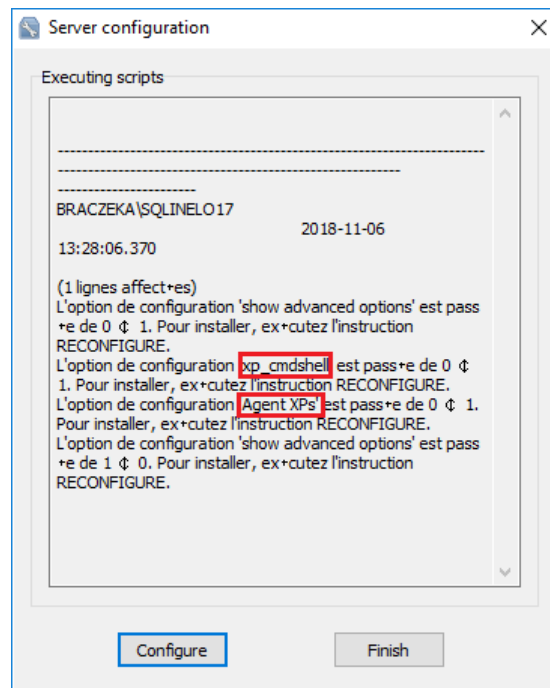 Server configuration
Executing scripts
-----------------------------------------------------------------------
---------------------------------------------------------
-----------------------
BRACZEKA\SQLINELO17
2018-11-06
13:28:06.370
(1 lignes affect+es)
L'option de configuration 'show advanced options' est pass
+e de 0 ¢ 1. Pour installer, ex+cutez l'instruction
RECONFIGURE.
L'option de configuration 'xp_cmdshell' est pass+e de 0 ¢
1. Pour installer, ex+cutez l'instruction RECONFIGURE.
L'option de configuration 'Agent XPs' est pass+e de 0 ¢ 1.
Pour installer, ex+cutez l'instruction RECONFIGURE.
L'option de configuration 'show advanced options' est pass
+e de 1 ¢ 0. Pour installer, ex+cutez l'instruction
RECONFIGURE.
Configure
Finish